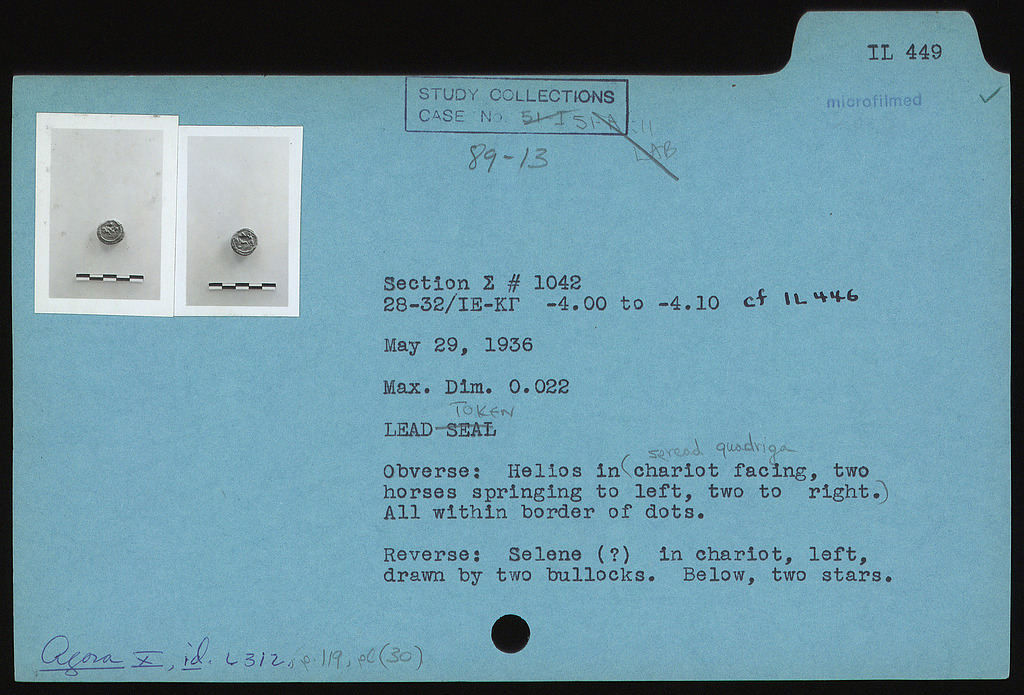 IL 449
microfilmed ✓
STUDY COLLECTIONS
CASE No. 51-I 51-A
LAB
89-13
Section Σ # 1042
28-32/ΙΕ-ΚΓ -4.00 to -4.10 cf IL 446
May 29, 1936
Max. Dim. 0.022
TOKEN
LEAD SEAL
spread quadriga
Obverse: Helios in (chariot facing, two
horses springing to left, two to right.)
All within border of dots.
Reverse: Selene (?) in chariot, left,
drawn by two bullocks. Below, two stars.
Agora X, id. L312, p. 119, pl (30)